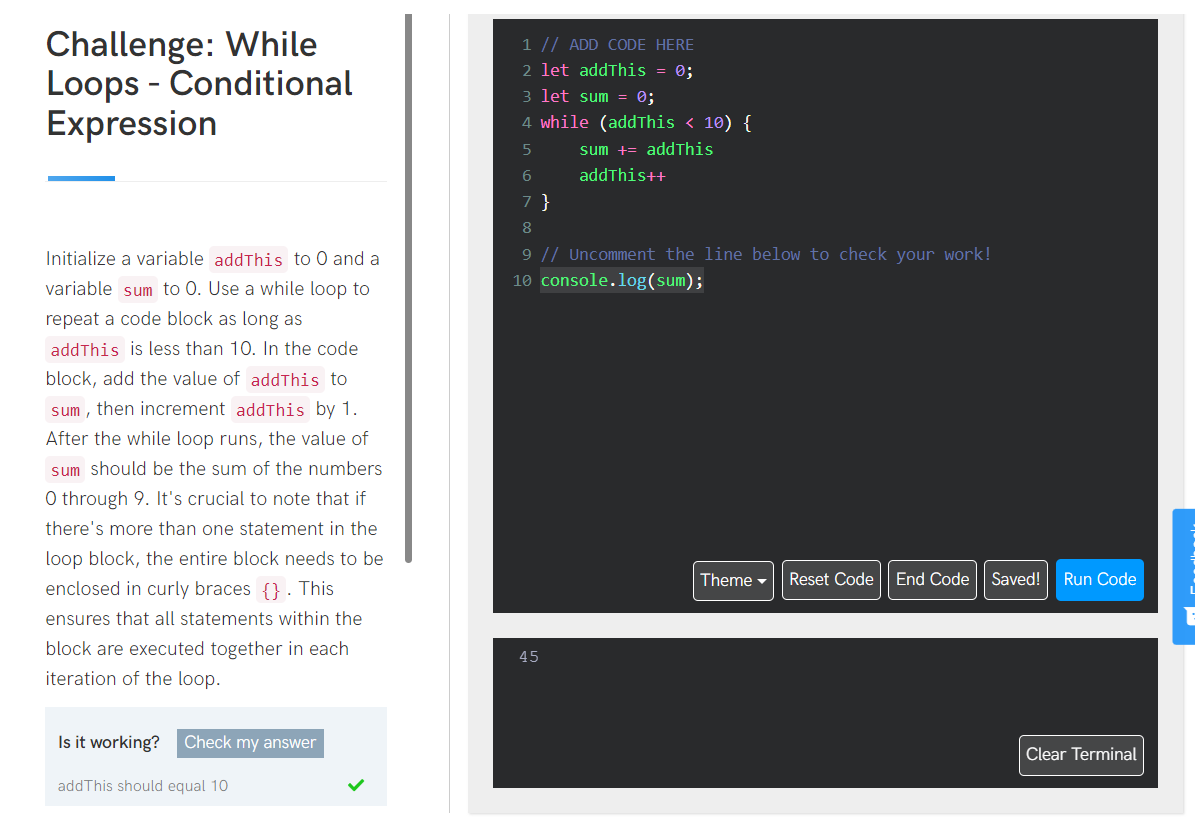 Challenge: While
Loops - Conditional
Expression
Initialize a variable addThis to 0 and a
variable sum to 0. Use a while loop to
repeat a code block as long as
addThis is less than 10. In the code
block, add the value of addThis to
sum, then increment addThis by 1.
After the while loop runs, the value of
sum should be the sum of the numbers
0 through 9. It's crucial to note that if
there's more than one statement in the
loop block, the entire block needs to be
enclosed in curly braces {}. This
ensures that all statements within the
block are executed together in each
iteration of the loop.
Is it working? Check my answer
addThis should equal 10
1 // ADD CODE HERE
2 let addThis = 0;
3 let sum = 0;
4 while (addThis < 10) {
5     sum += addThis
6     addThis++
7 }
8
9 // Uncomment the line below to check your work!
10 console.log(sum);
Theme Reset Code End Code Saved! Run Code
45
Clear Terminal